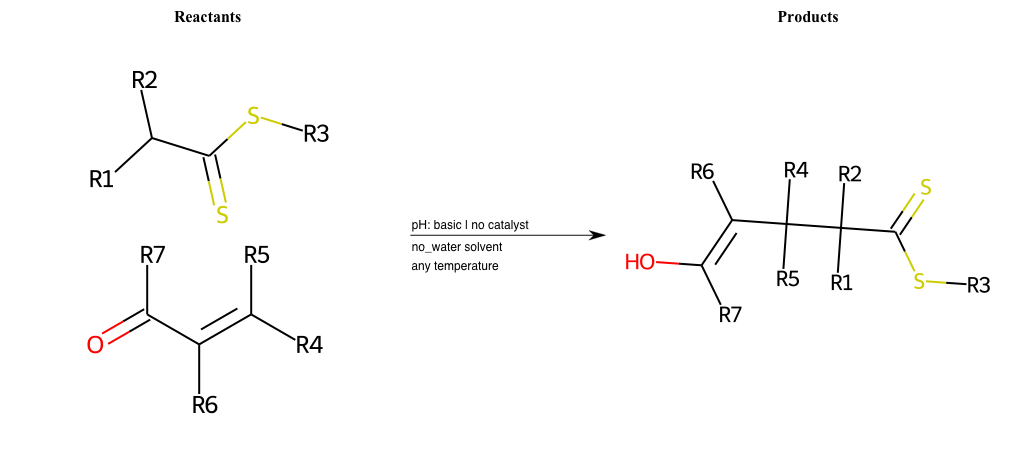 Reactants
Products
R2
S
R3
R1
S
R7
R5
O
R4
R6
pH: basic | no catalyst
no_water solvent
any temperature
R6
R4
R2
S
HO
R5
R1
S
R3
R7